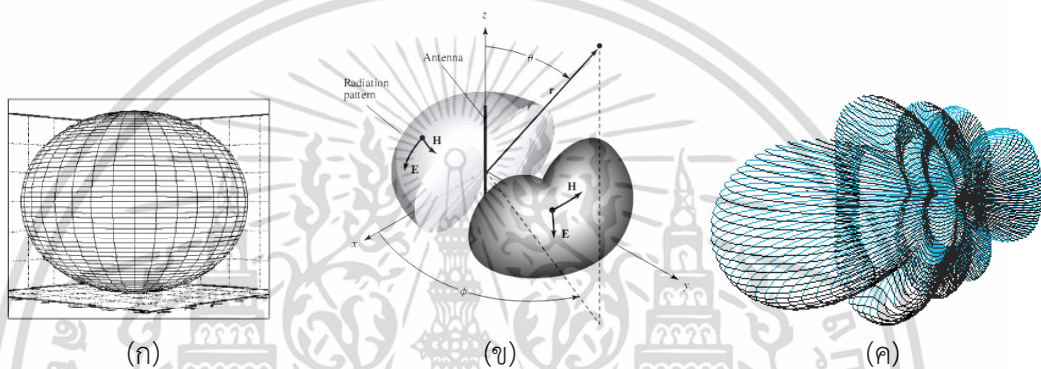 z
Antenna
θ
Radiation
pattern
r
H
E
H
E
x
y
ϕ
(ก) (ข) (ค)